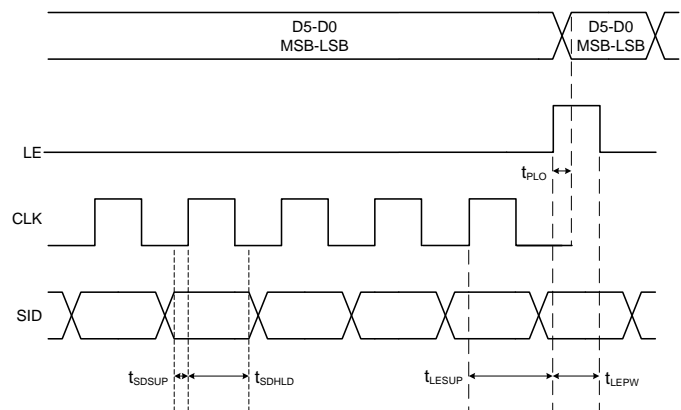 D5-D0 D5-D0
MSB-LSB MSB-LSB
LE
tPLO
CLK
SID
tSDSUP tSDHLD tLESUP tLEPW